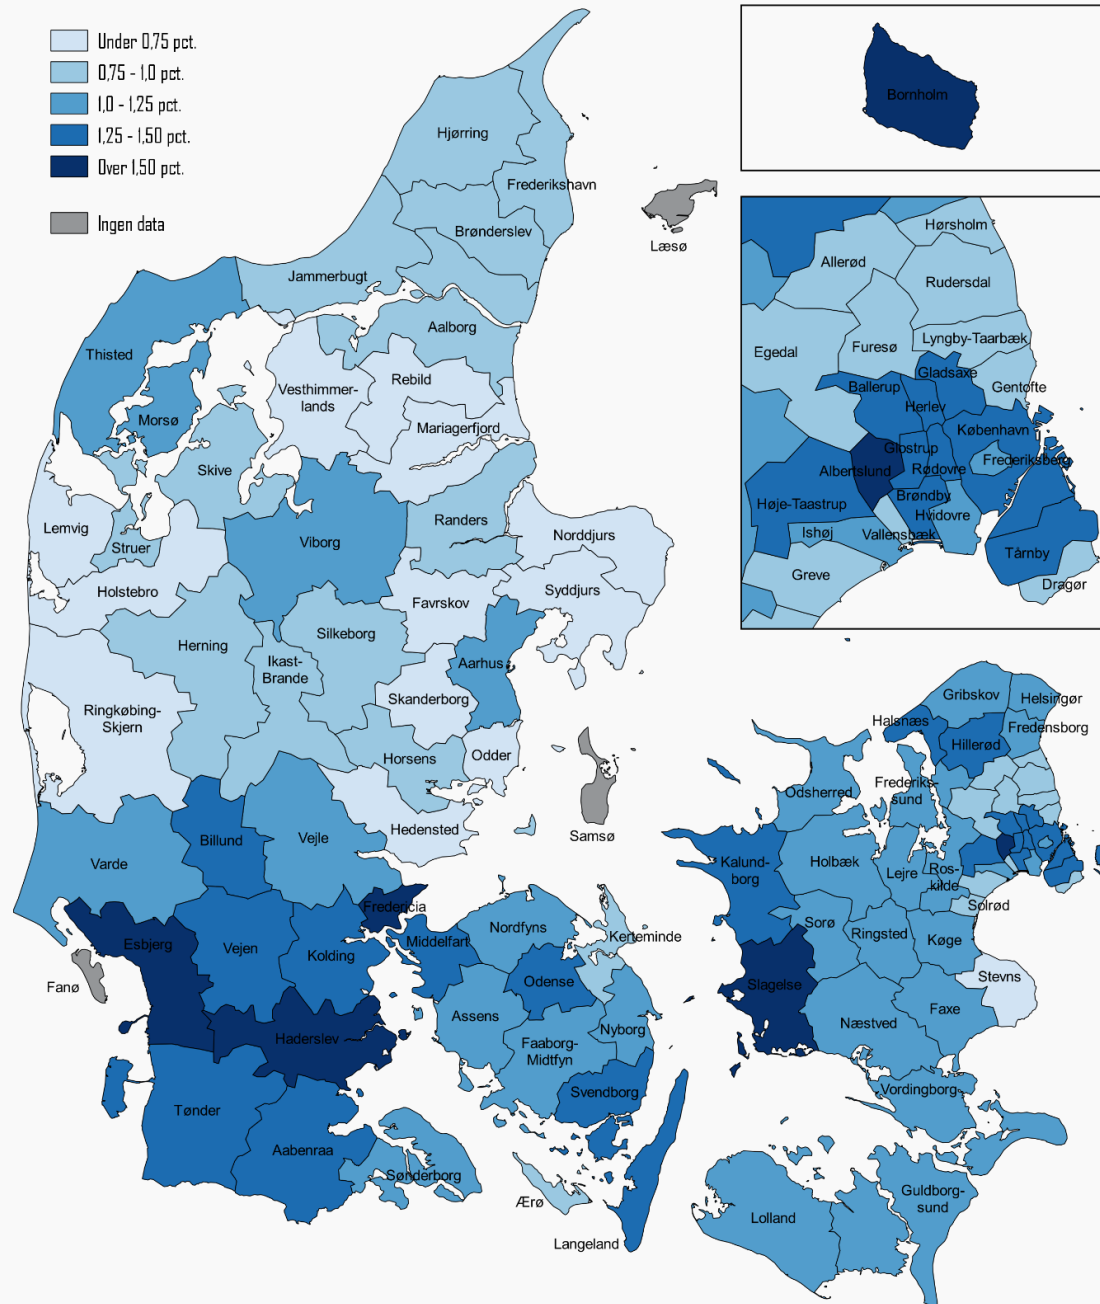 Under 0,75 pct.
0,75 - 1,0 pct.
1,0 - 1,25 pct.
1,25 - 1,50 pct.
Over 1,50 pct.
Ingen data
Hjørring
Frederikshavn
Brønderslev
Jammerbugt
Læsø
Aalborg
Thisted
Vesthimmer-
lands
Rebild
Morsø
Mariagerfjord
Skive
Lemvig
Struer
Viborg
Randers
Norddjurs
Holstebro
Favrskov
Syddjurs
Herning
Silkeborg
Ikast-
Brande
Aarhus
Skanderborg
Ringkøbing-
Skjern
Horsens
Odder
Samsø
Hedensted
Billund
Vejle
Varde
Fredericia
Esbjerg
Vejen
Kolding
Middelfart
Nordfyns
Kerteminde
Fanø
Odense
Haderslev
Assens
Nyborg
Faaborg-
Midtfyn
Svendborg
Tønder
Aabenraa
Sønderborg
Ærø
Langeland
Bornholm
Hørsholm
Allerød
Rudersdal
Egedal
Furesø
Lyngby-Taarbæk
Gladsaxe
Ballerup
Gentofte
Herlev
København
Glostrup
Frederiksberg
Albertslund
Rødovre
Høje-Taastrup
Brøndby
Hvidovre
Ishøj
Vallensbæk
Tårnby
Greve
Dragør
Gribskov
Helsingør
Halsnæs
Fredensborg
Hillerød
Odsherred
Frederiks-
sund
Kalund-
borg
Holbæk
Lejre
Ros-
kilde
Solrød
Sorø
Ringsted
Køge
Stevns
Slagelse
Næstved
Faxe
Vordingborg
Guldborg-
sund
Lolland